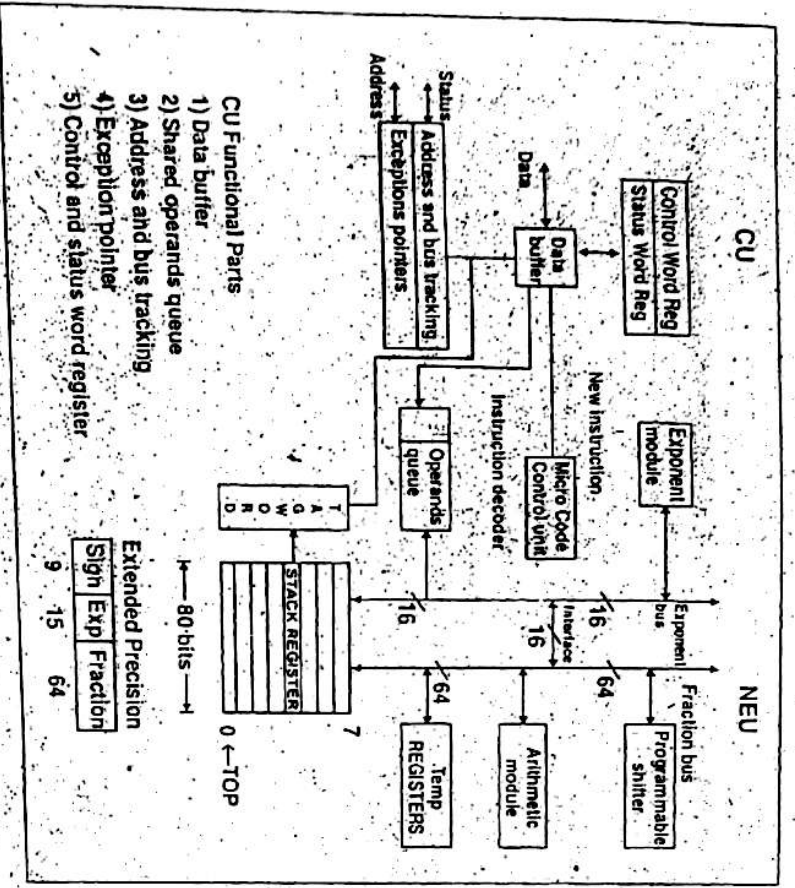 CU
NEU
Control Word Reg
Status Word Reg
Exponent
module
Exponent
bus
Fraction bus
Programmable
shifter
New instruction
Data
Data
buffer
Micro Code
Control unit
Instruction decoder
Interface
16
16
64
Arithmetic
module
Status
Address
Address and bus tracking
Exceptions pointers
Operands
queue
16
64
Temp
REGISTERS
T
A
G
W
O
R
D
STACK REGISTER
7
0 ←TOP
80 bits
CU Functional Parts
1) Data buffer
2) Shared operands queue
3) Address and bus tracking
4) Exception pointer
5) Control and status word register
Extended Precision
Sign Exp Fraction
9 15 64